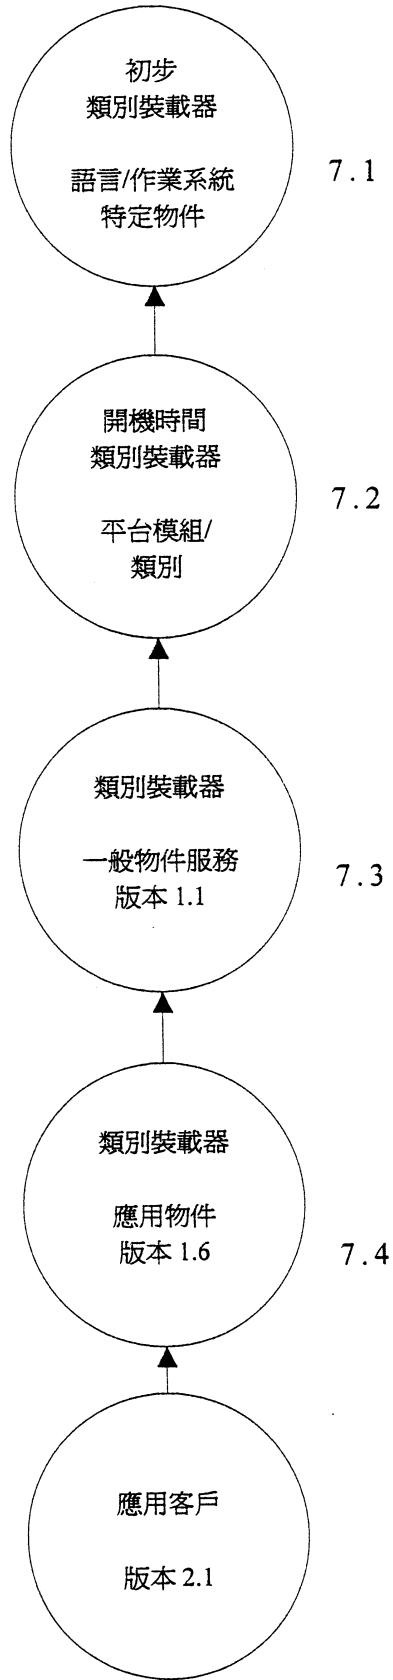 初步
類別裝載器
語言/作業系統
特定物件
7.1
開機時間
類別裝載器
平台模組/
類別
7.2
類別裝載器
一般物件服務
版本 1.1
7.3
類別裝載器
應用物件
版本 1.6
7.4
應用客戶
版本 2.1